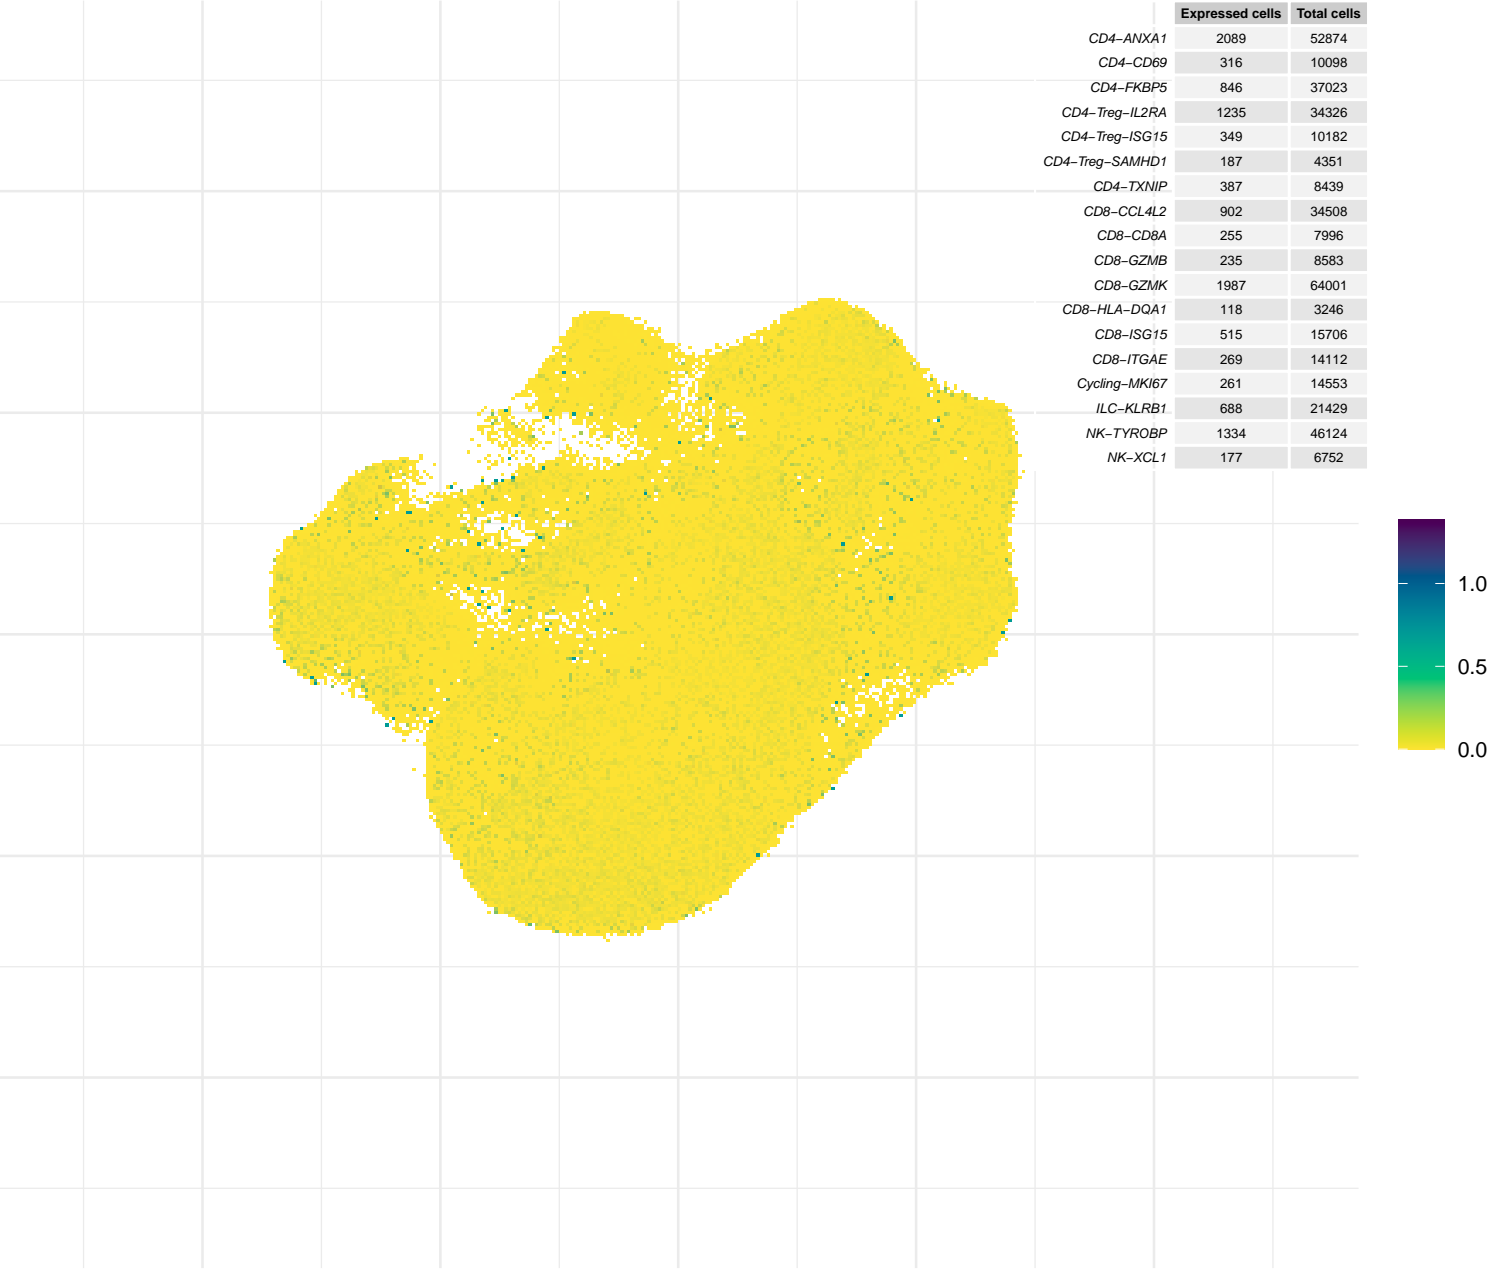 Expressed cells Total cells
CD4−ANXA1 2089 52874
CD4−CD69 316 10098
CD4−FKBP5 846 37023
CD4−Treg−IL2RA 1235 34326
CD4−Treg−ISG15 349 10182
CD4−Treg−SAMHD1 187 4351
CD4−TXNIP 387 8439
CD8−CCL4L2 902 34508
CD8−CD8A 255 7996
CD8−GZMB 235 8583
CD8−GZMK 1987 64001
CD8−HLA−DQA1 118 3246
CD8−ISG15 515 15706
CD8−ITGAE 269 14112
Cycling−MKI67 261 14553
ILC−KLRB1 688 21429
NK−TYROBP 1334 46124
NK−XCL1 177 6752
1.0
0.5
0.0